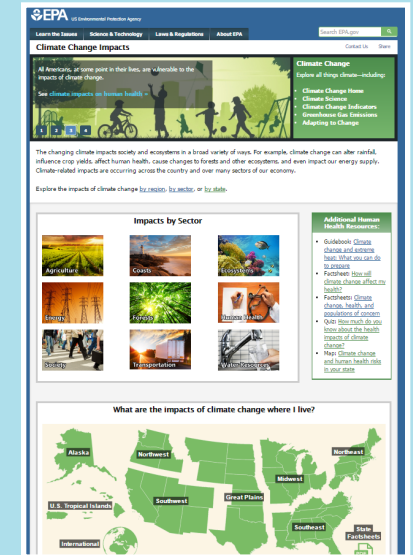 EPA US Environmental Protection Agency
Learn the Issues Science & Technology Laws & Regulations About EPA
Search EPA.gov
Climate Change Impacts
Contact Us Share
All Americans, at some point in their lives, are vulnerable to the
impacts of climate change.
See climate impacts on human health
1 2 3 4
Climate Change
Explore all things climate—including:
• Climate Change Home
• Climate Science
• Climate Change Indicators
• Greenhouse Gas Emissions
• Adapting to Change
The changing climate impacts society and ecosystems in a broad variety of ways. For example, climate change can alter rainfall,
influence crop yields, affect human health, cause changes to forests and other ecosystems, and even impact our energy supply.
Climate-related impacts are occurring across the country and over many sectors of our economy.
Explore the impacts of climate change by region, by sector, or by state.
Impacts by Sector
Agriculture
Coasts
Ecosystems
Energy
Forests
Human Health
Society
Transportation
Water Resources
Additional Human
Health Resources:
• Guidebook: Climate
change and extreme
heat: What you can do
to prepare
• Factsheet: How will
climate change affect my
health?
• Factsheets: Climate
change, health, and
populations of concern
• Quiz: How much do you
know about the health
impacts of climate
change?
• Map: Climate change
and human health risks
in your state
What are the impacts of climate change where I live?
Alaska
Northwest
Northeast
Midwest
U.S. Tropical Islands
Southwest
Great Plains
Southeast
State
Factsheets
International